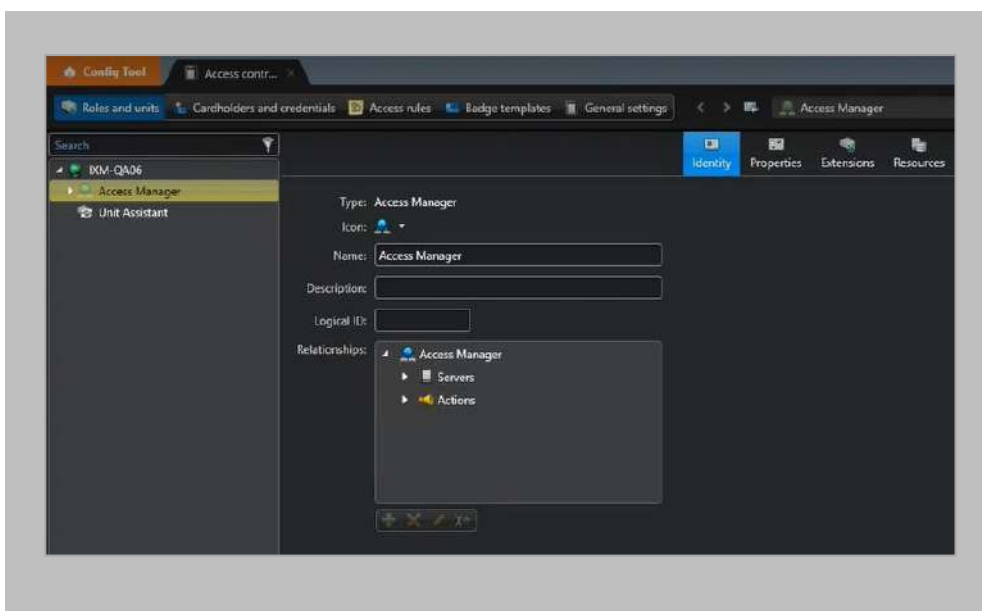 Config Tool
Access contr...
Roles and units
Cardholders and credentials
Access rules
Badge templates
General settings
Access Manager
Search
IXM-QA06
Access Manager
Unit Assistant
Identity
Properties
Extensions
Resources
Type: Access Manager
Icon:
Name: Access Manager
Description:
Logical ID:
Relationships:
Access Manager
Servers
Actions